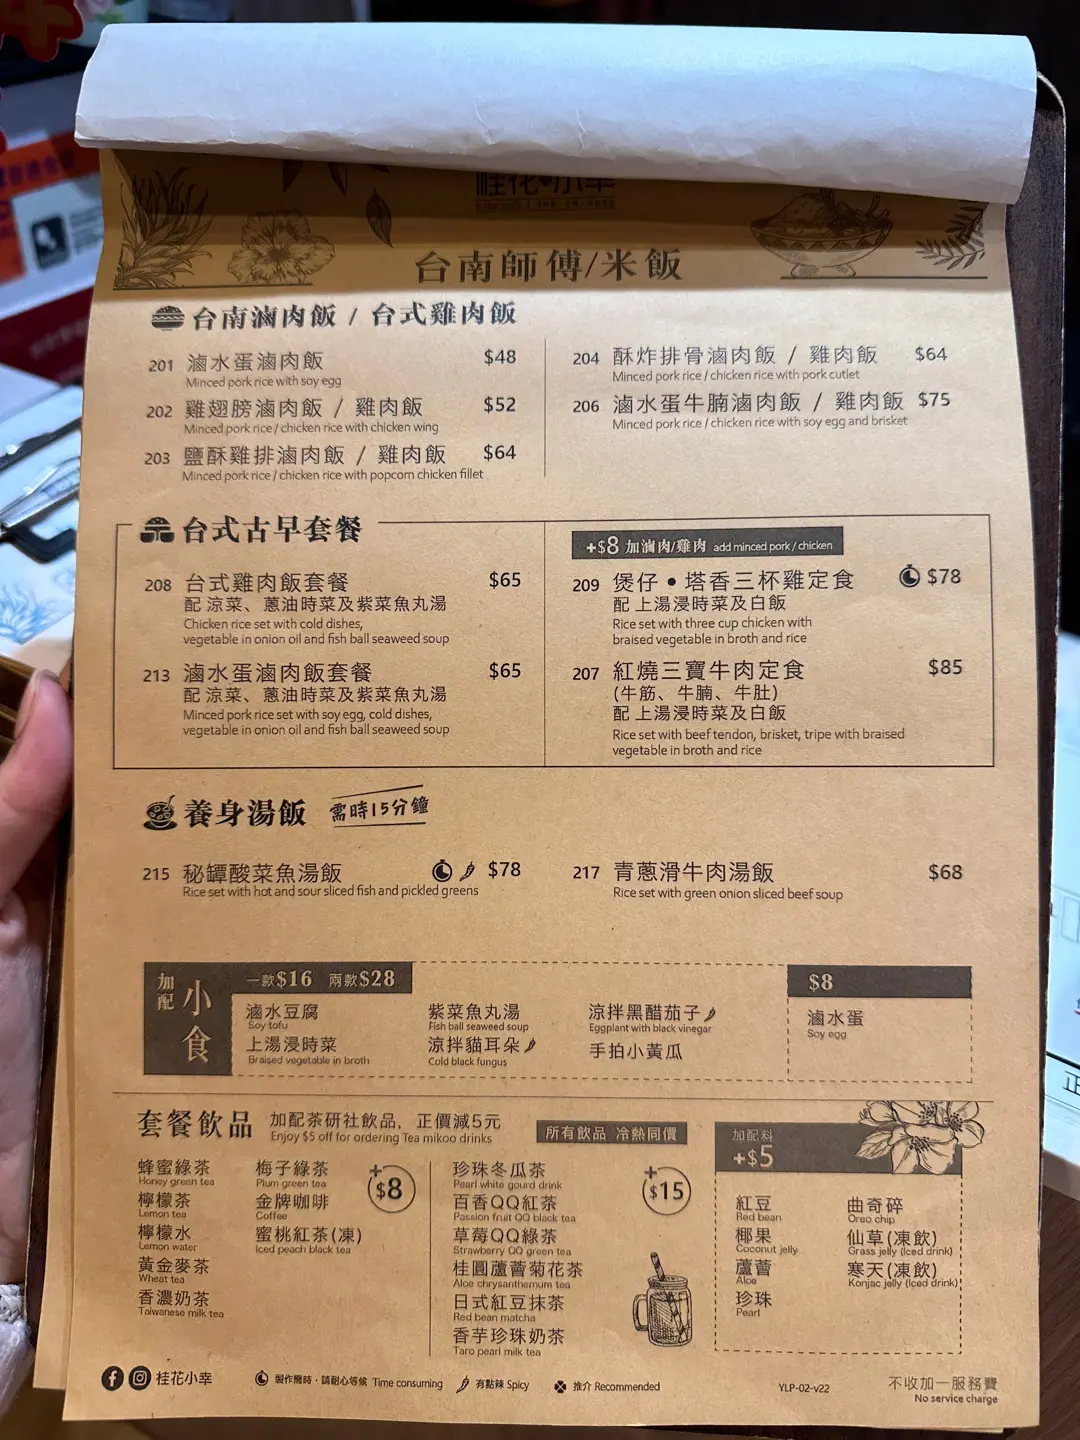 桂花小幸
台南師傅/米飯
台南滷肉飯 / 台式雞肉飯
201 滷水蛋滷肉飯 $48
Minced pork rice with soy egg
202 雞翅膀滷肉飯 / 雞肉飯 $52
Minced pork rice / chicken rice with chicken wing
203 鹽酥雞排滷肉飯 / 雞肉飯 $64
Minced pork rice / chicken rice with popcorn chicken fillet
204 酥炸排骨滷肉飯 / 雞肉飯 $64
Minced pork rice / chicken rice with pork cutlet
206 滷水蛋牛腩滷肉飯 / 雞肉飯 $75
Minced pork rice / chicken rice with soy egg and brisket
台式古早套餐
208 台式雞肉飯套餐 $65
配 涼菜、蔥油時菜及紫菜魚丸湯
Chicken rice set with cold dishes,
vegetable in onion oil and fish ball seaweed soup
213 滷水蛋滷肉飯套餐 $65
配 涼菜、蔥油時菜及紫菜魚丸湯
Minced pork rice set with soy egg, cold dishes,
vegetable in onion oil and fish ball seaweed soup
+$8 加滷肉/雞肉 add minced pork / chicken
209 煲仔 • 塔香三杯雞定食 $78
配 上湯浸時菜及白飯
Rice set with three cup chicken with
braised vegetable in broth and rice
207 紅燒三寶牛肉定食 $85
(牛筋、牛腩、牛肚)
配 上湯浸時菜及白飯
Rice set with beef tendon, brisket, tripe with braised
vegetable in broth and rice
養身湯飯 需時15分鐘
215 秘罈酸菜魚湯飯 $78
Rice set with hot and sour sliced fish and pickled greens
217 青蔥滑牛肉湯飯 $68
Rice set with green onion sliced beef soup
加配 小食
一款$16 兩款$28
滷水豆腐
Soy tofu
上湯浸時菜
Braised vegetable in broth
紫菜魚丸湯
Fish ball seaweed soup
涼拌貓耳朵
Cold black fungus
涼拌黑醋茄子
Eggplant with black vinegar
手拍小黃瓜
$8
滷水蛋
Soy egg
套餐飲品 加配茶研社飲品, 正價減5元
Enjoy $5 off for ordering Tea mikoo drinks
所有飲品 冷熱同價
蜂蜜綠茶
Honey green tea
檸檬茶
Lemon tea
檸檬水
Lemon water
黃金麥茶
Wheat tea
香濃奶茶
Taiwanese milk tea
梅子綠茶
Plum green tea
金牌咖啡
Coffee
蜜桃紅茶(凍)
Iced peach black tea
+$8
珍珠冬瓜茶
Pearl white gourd drink
百香QQ紅茶
Passion fruit QQ black tea
草莓QQ綠茶
Strawberry QQ green tea
桂圓蘆薈菊花茶
Aloe chrysanthemum tea
日式紅豆抹茶
Red bean matcha
香芋珍珠奶茶
Taro pearl milk tea
+$15
加配料
+$5
紅豆
Red bean
椰果
Coconut jelly
蘆薈
Aloe
珍珠
Pearl
曲奇碎
Oreo chip
仙草(凍飲)
Grass jelly (Iced drink)
寒天(凍飲)
Konjac jelly (Iced drink)
桂花小幸
製作需時,請耐心等候 Time consuming
有點辣 Spicy
推介 Recommended
YLP-02-v22
不收加一服務費
No service charge